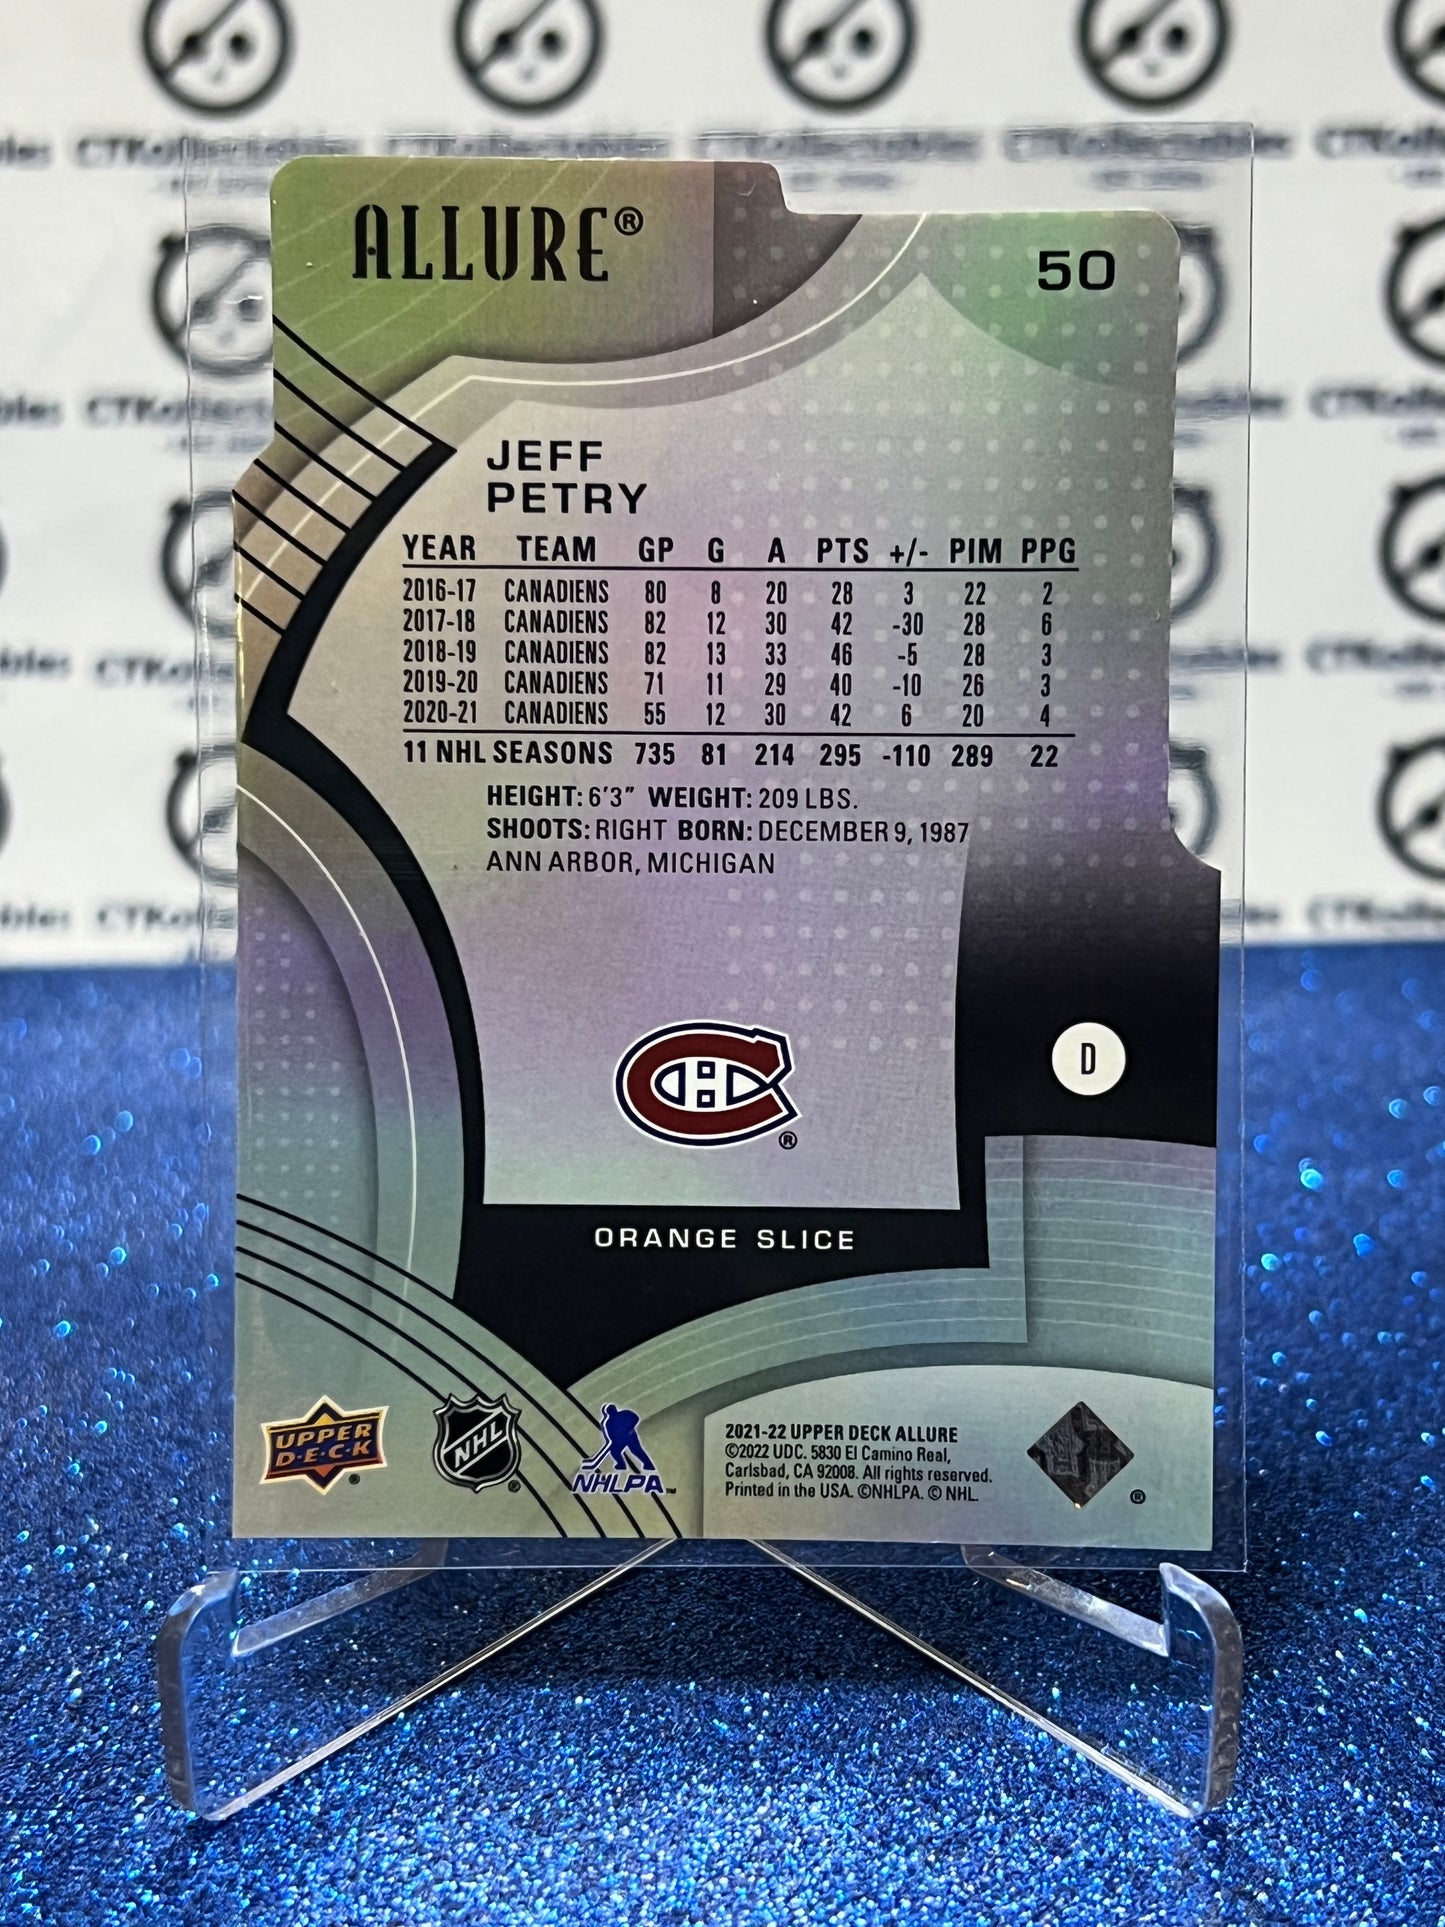 CTKollectables
ALLURE®
50
JEFF
PETRY
YEAR TEAM GP G A PTS +/- PIM PPG
2016-17 CANADIENS 80 8 20 28 3 22 2
2017-18 CANADIENS 82 12 30 42 -30 28 6
2018-19 CANADIENS 82 13 33 46 -5 28 3
2019-20 CANADIENS 71 11 29 40 -10 26 3
2020-21 CANADIENS 55 12 30 42 6 20 4
11 NHL SEASONS 735 81 214 295 -110 289 22
HEIGHT: 6'3" WEIGHT: 209 LBS.
SHOOTS: RIGHT BORN: DECEMBER 9, 1987
ANN ARBOR, MICHIGAN
D
®
ORANGE SLICE
UPPER
D·E·C·K
®
NHL
®
NHLPA™
2021-22 UPPER DECK ALLURE
©2022 UDC. 5830 El Camino Real,
Carlsbad, CA 92008. All rights reserved.
Printed in the USA. ©NHLPA. © NHL.
®